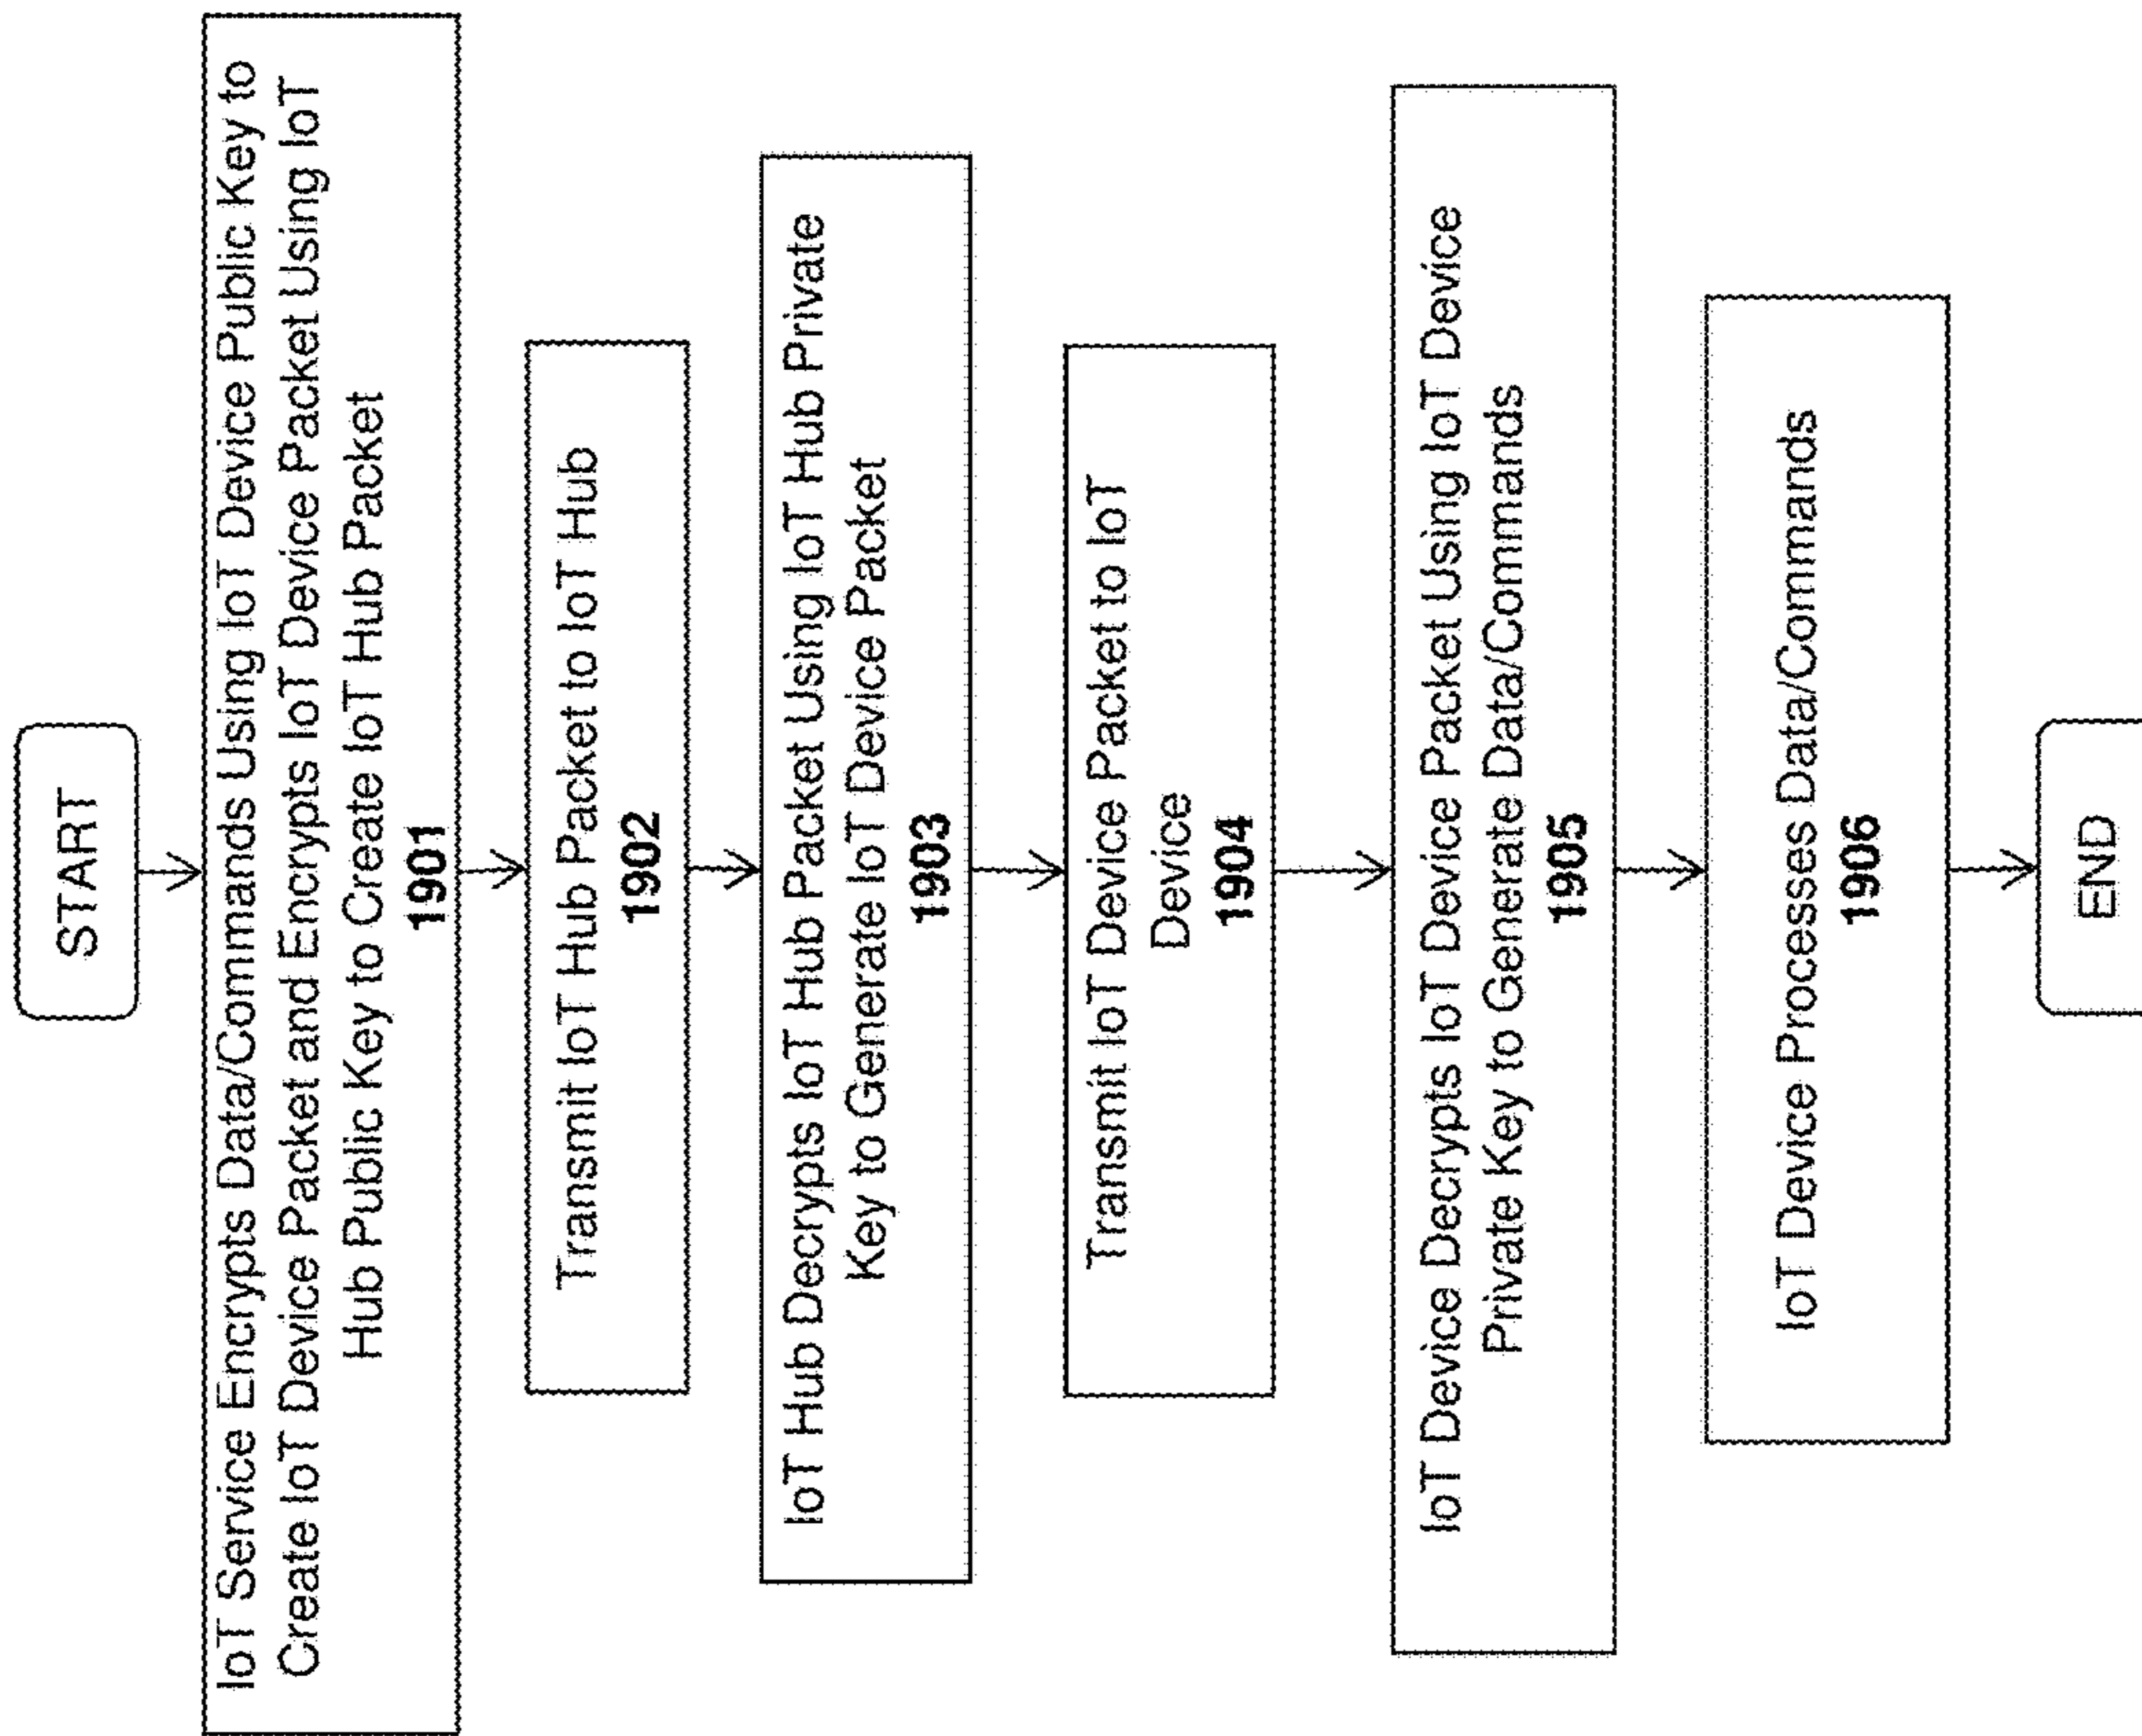 START
IoT Service Encrypts Data/Commands Using IoT Device Public Key to
Create IoT Device Packet and Encrypts IoT Device Packet Using IoT
Hub Public Key to Create IoT Hub Packet
1901
Transmit IoT Hub Packet to IoT Hub
1902
IoT Hub Decrypts IoT Hub Packet Using IoT Hub Private
Key to Generate IoT Device Packet
1903
Transmit IoT Device Packet to IoT
Device
1904
IoT Device Decrypts IoT Device Packet Using IoT Device
Private Key to Generate Data/Commands
1905
IoT Device Processes Data/Commands
1906
END